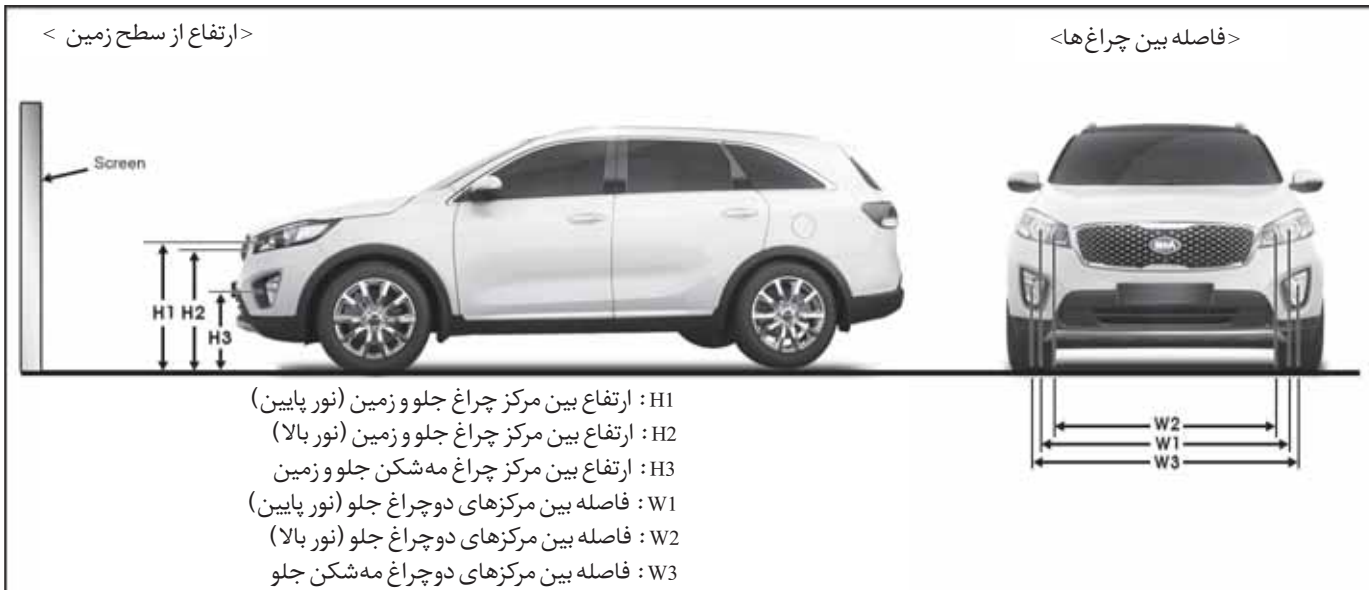 <ارتفاع از سطح زمین >
<فاصله بین چراغ‌ها>
Screen
KIA
H1 H2
H3
W2
W1
W3
H1: ارتفاع بین مرکز چراغ جلو و زمین (نور پایین)
H2: ارتفاع بین مرکز چراغ جلو و زمین (نور بالا)
H3: ارتفاع بین مرکز چراغ مه‌شکن جلو و زمین
W1: فاصله بین مرکزهای دوچراغ جلو (نور پایین)
W2: فاصله بین مرکزهای دوچراغ جلو (نور بالا)
W3: فاصله بین مرکزهای دوچراغ مه‌شکن جلو